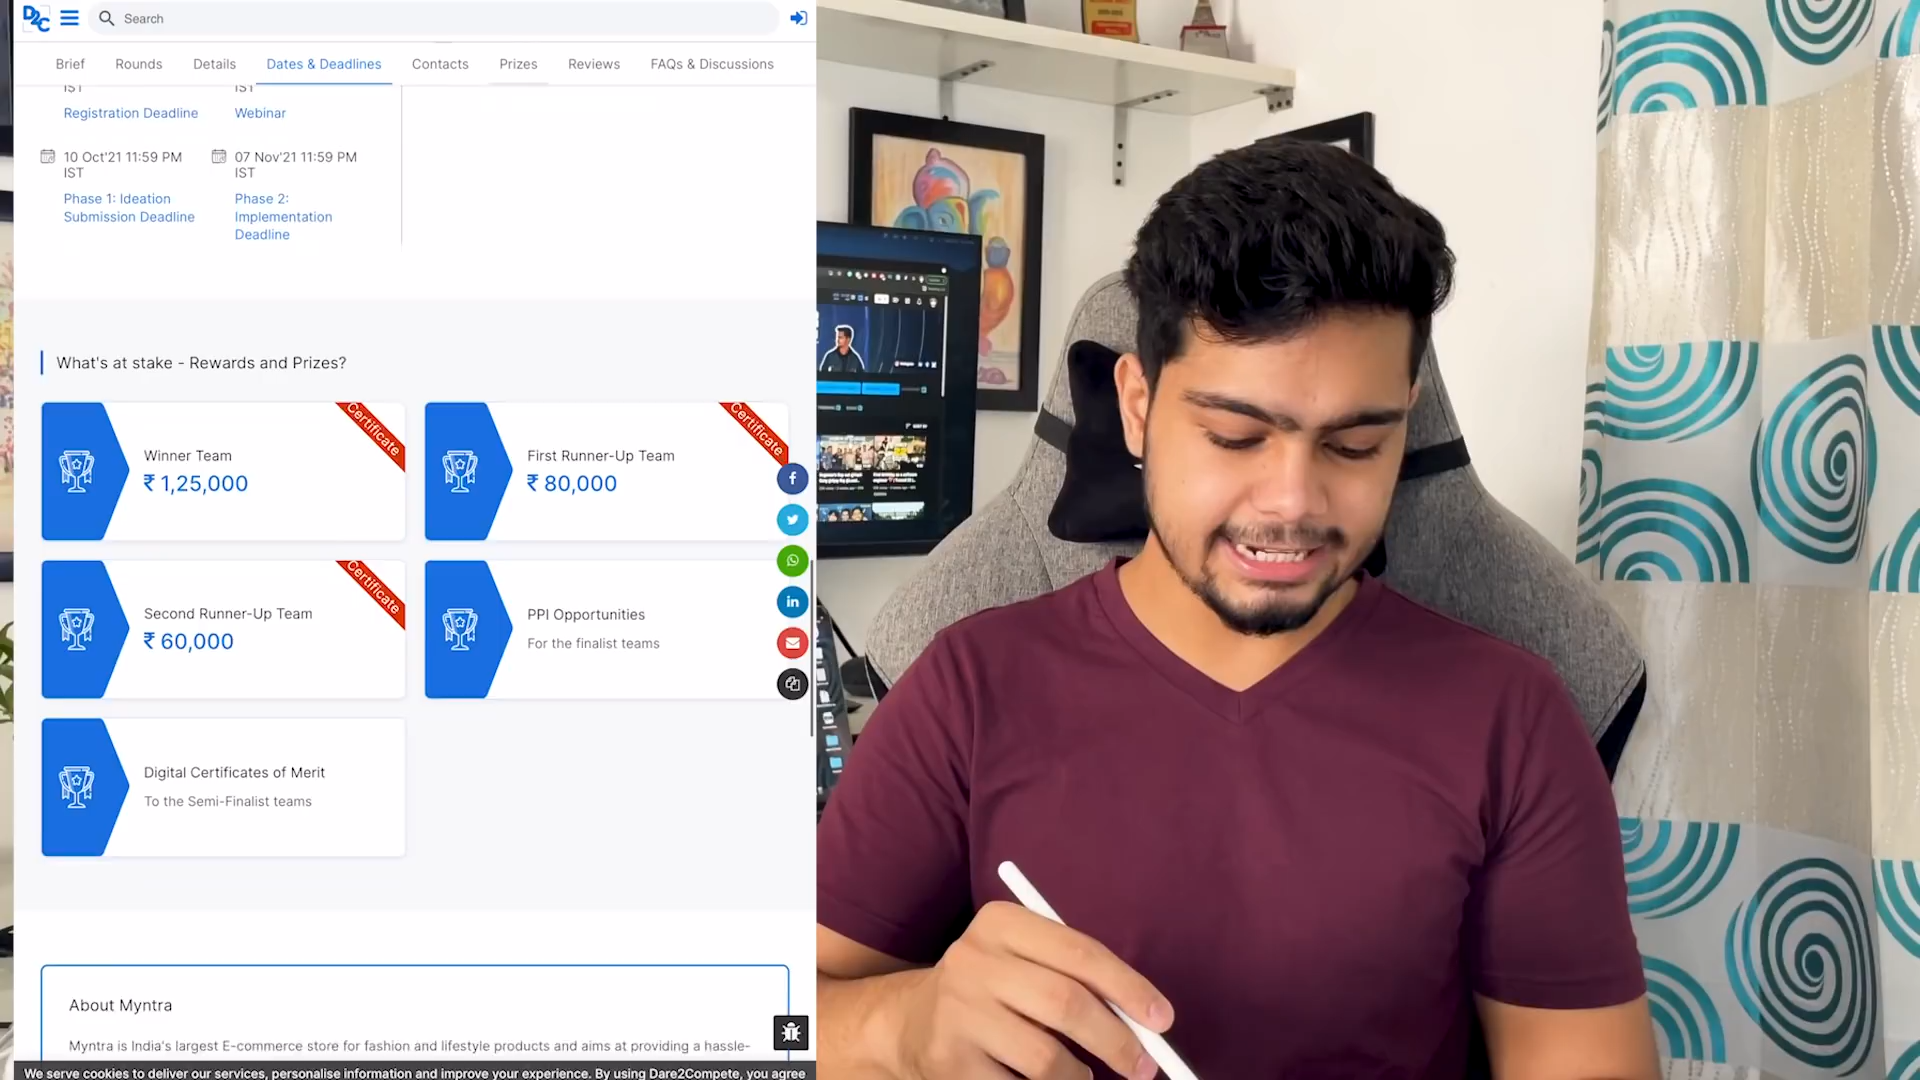 D2C
Search
Brief
Rounds
Details
Dates & Deadlines
Contacts
Prizes
Reviews
FAQs & Discussions
IST
IST
Registration Deadline
Webinar
10 Oct'21 11:59 PM
IST
07 Nov'21 11:59 PM
IST
Phase 1: Ideation
Submission Deadline
Phase 2:
Implementation
Deadline
What's at stake - Rewards and Prizes?
Winner Team
₹ 1,25,000
Certificate
First Runner-Up Team
₹ 80,000
Certificate
Second Runner-Up Team
₹ 60,000
Certificate
PPI Opportunities
For the finalist teams
Digital Certificates of Merit
To the Semi-Finalist teams
About Myntra
Myntra is India's largest E-commerce store for fashion and lifestyle products and aims at providing a hassle-
We serve cookies to deliver our services, personalise information and improve your experience. By using Dare2Compete, you agree